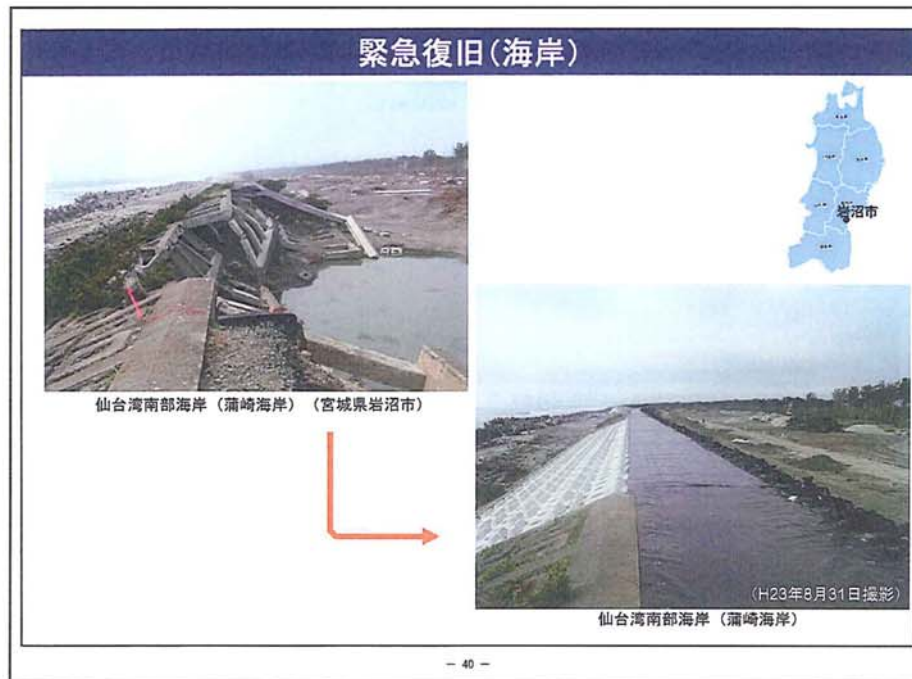 緊急復旧(海岸)
岩沼市
仙台湾南部海岸(蒲崎海岸)(宮城県岩沼市)
(H23年8月31日撮影)
仙台湾南部海岸(蒲崎海岸)
- 40 -